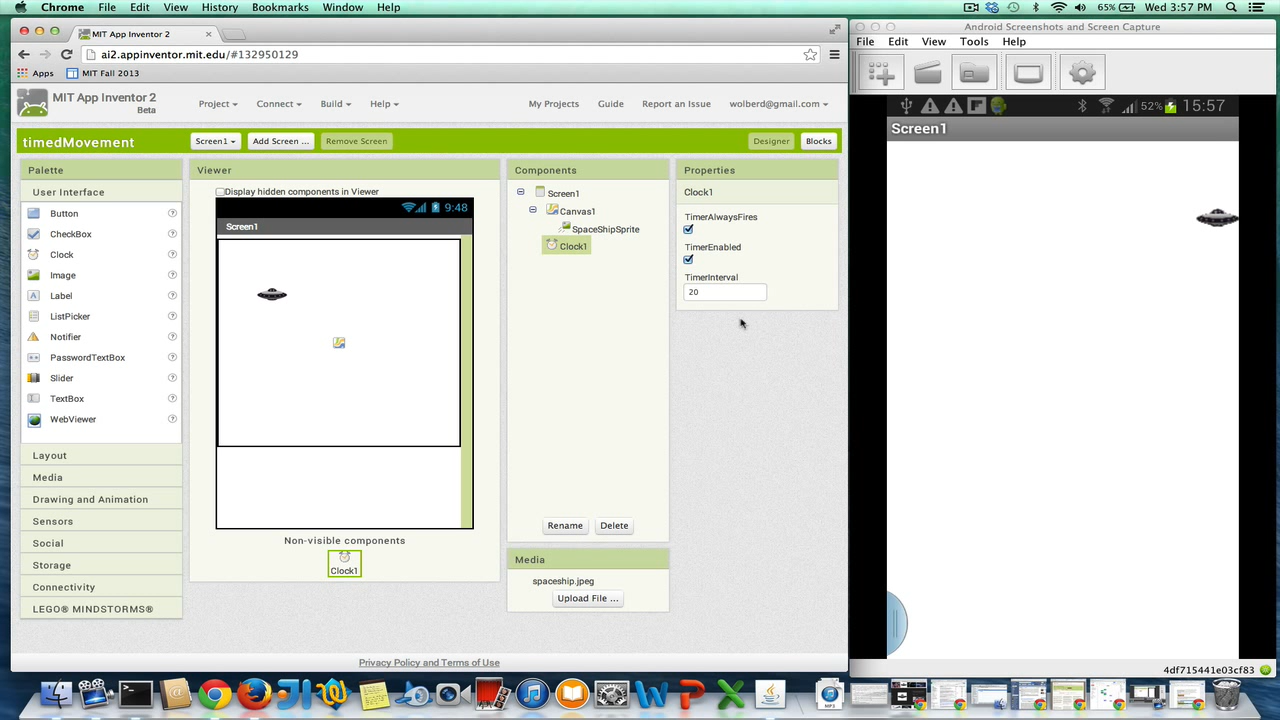 Chrome File Edit View History Bookmarks Window Help
65% Wed 3:57 PM
MIT App Inventor 2
ai2.appinventor.mit.edu/#132950129
Apps MIT Fall 2013
MIT App Inventor 2
Beta
Project Connect Build Help
My Projects Guide Report an Issue wolberd@gmail.com
timedMovement
Screen1 Add Screen ... Remove Screen
Designer Blocks
Palette
User Interface
Button
CheckBox
Clock
Image
Label
ListPicker
Notifier
PasswordTextBox
Slider
TextBox
WebViewer
Layout
Media
Drawing and Animation
Sensors
Social
Storage
Connectivity
LEGO® MINDSTORMS®
Viewer
Display hidden components in Viewer
9:48
Screen1
Non-visible components
Clock1
Components
Screen1
Canvas1
SpaceShipSprite
Clock1
Rename Delete
Media
spaceship.jpeg
Upload File ...
Properties
Clock1
TimerAlwaysFires
TimerEnabled
TimerInterval
20
Privacy Policy and Terms of Use
Android Screenshots and Screen Capture
File Edit View Tools Help
52% 15:57
Screen1
4df715441e03cf83